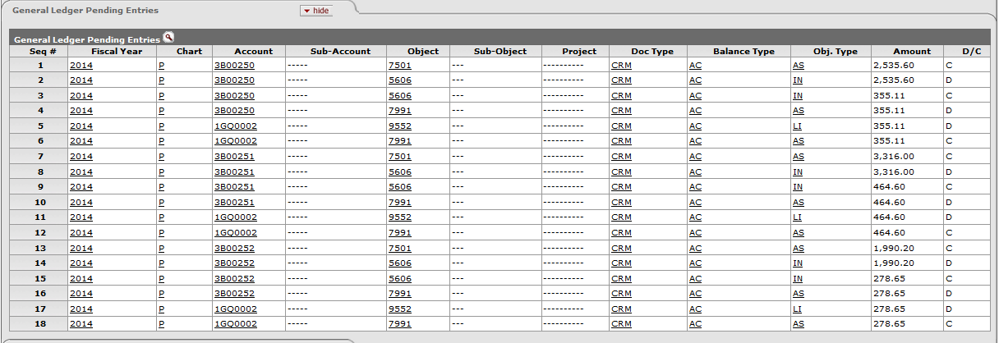 General Ledger Pending Entries hide
General Ledger Pending Entries
Seq # Fiscal Year Chart Account Sub-Account Object Sub-Object Project Doc Type Balance Type Obj. Type Amount D/C
1 2014 P 3B00250 ----- 7501 --- ---------- CRM AC AS 2,535.60 C
2 2014 P 3B00250 ----- 5606 --- ---------- CRM AC IN 2,535.60 D
3 2014 P 3B00250 ----- 5606 --- ---------- CRM AC IN 355.11 C
4 2014 P 3B00250 ----- 7991 --- ---------- CRM AC AS 355.11 D
5 2014 P 1GQ0002 ----- 9552 --- ---------- CRM AC LI 355.11 D
6 2014 P 1GQ0002 ----- 7991 --- ---------- CRM AC AS 355.11 C
7 2014 P 3B00251 ----- 7501 --- ---------- CRM AC AS 3,316.00 C
8 2014 P 3B00251 ----- 5606 --- ---------- CRM AC IN 3,316.00 D
9 2014 P 3B00251 ----- 5606 --- ---------- CRM AC IN 464.60 C
10 2014 P 3B00251 ----- 7991 --- ---------- CRM AC AS 464.60 D
11 2014 P 1GQ0002 ----- 9552 --- ---------- CRM AC LI 464.60 D
12 2014 P 1GQ0002 ----- 7991 --- ---------- CRM AC AS 464.60 C
13 2014 P 3B00252 ----- 7501 --- ---------- CRM AC AS 1,990.20 C
14 2014 P 3B00252 ----- 5606 --- ---------- CRM AC IN 1,990.20 D
15 2014 P 3B00252 ----- 5606 --- ---------- CRM AC IN 278.65 C
16 2014 P 3B00252 ----- 7991 --- ---------- CRM AC AS 278.65 D
17 2014 P 1GQ0002 ----- 9552 --- ---------- CRM AC LI 278.65 D
18 2014 P 1GQ0002 ----- 7991 --- ---------- CRM AC AS 278.65 C